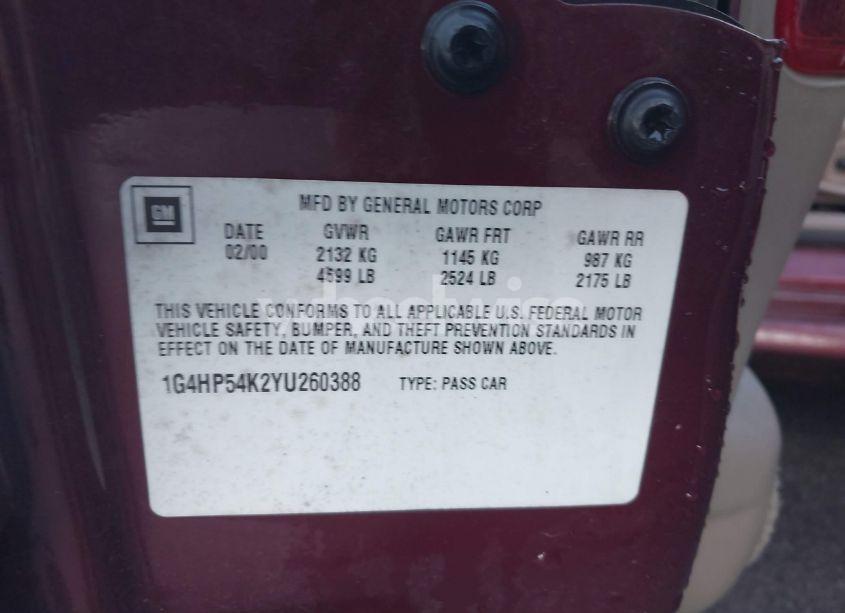 GM
MFD BY GENERAL MOTORS CORP
DATE GVWR GAWR FRT GAWR RR
02/00 2132 KG 1145 KG 987 KG
4599 LB 2524 LB 2175 LB
THIS VEHICLE CONFORMS TO ALL APPLICABLE U.S. FEDERAL MOTOR
VEHICLE SAFETY, BUMPER, AND THEFT PREVENTION STANDARDS IN
EFFECT ON THE DATE OF MANUFACTURE SHOWN ABOVE.
1G4HP54K2YU260388 TYPE: PASS CAR